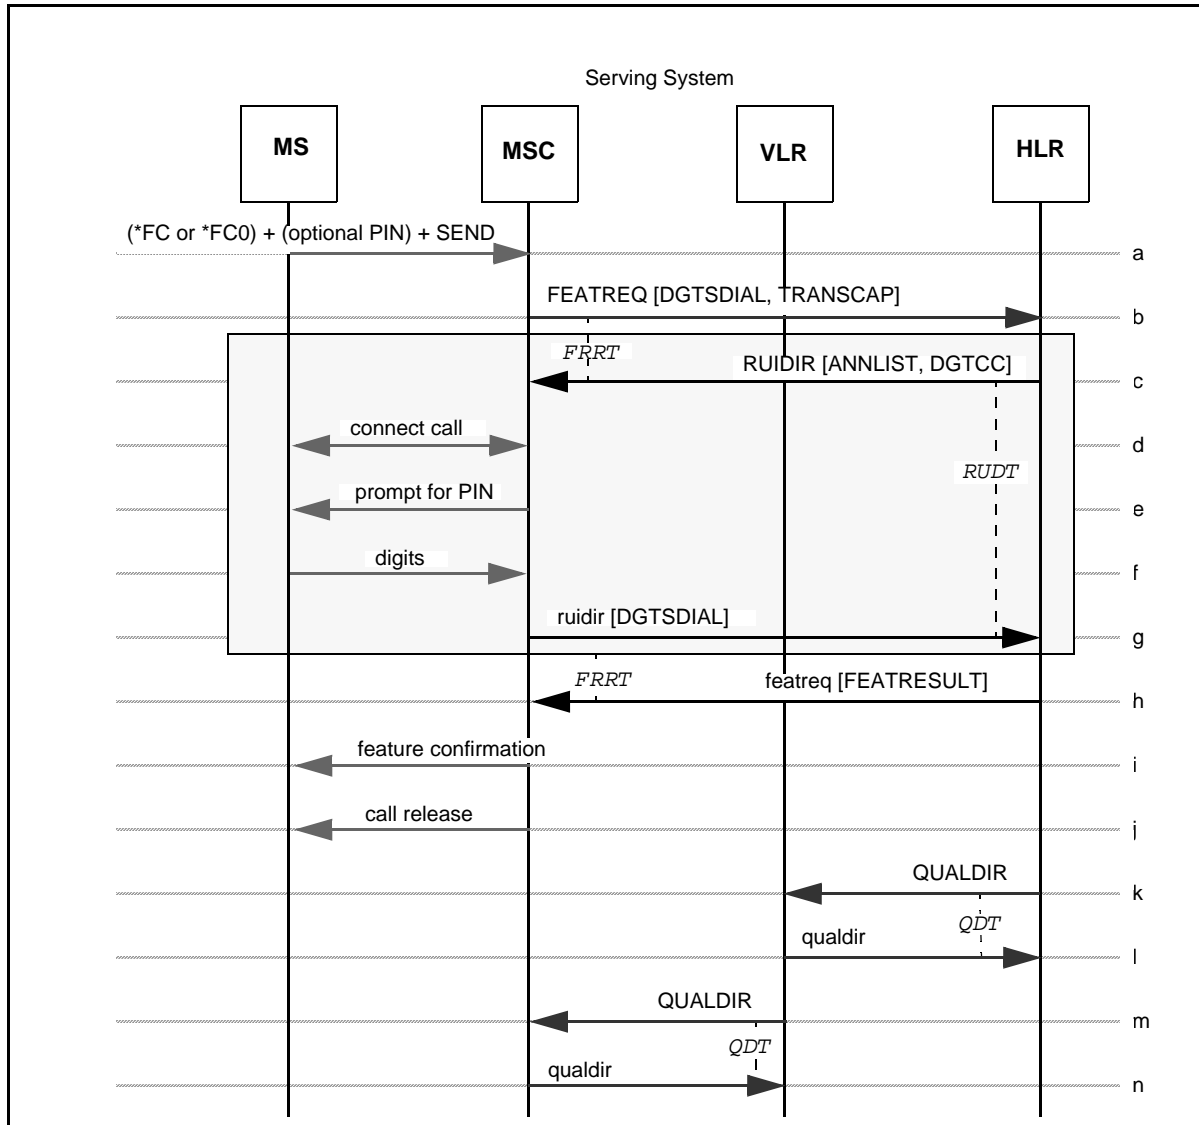 Serving System
MS
MSC
VLR
HLR
(*FC or *FC0) + (optional PIN) + SEND
a
FEATREQ [DGTSDIAL, TRANSCAP]
b
FRRT
RUIDIR [ANNLIST, DGTCC]
c
connect call
d
RUDT
prompt for PIN
e
digits
f
ruidir [DGTSDIAL]
g
FRRT
featreq [FEATRESULT]
h
feature confirmation
i
call release
j
QUALDIR
k
QDT
qualdir
l
QUALDIR
m
QDT
qualdir
n